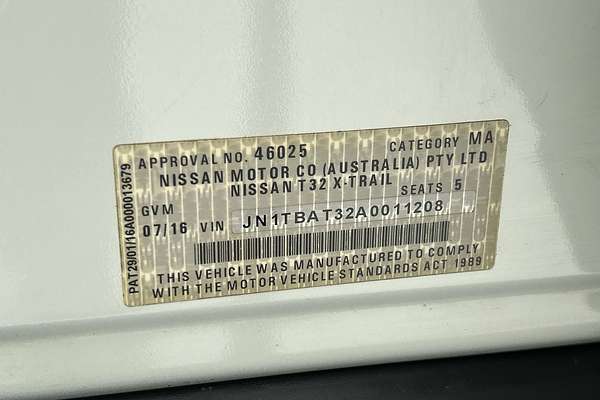 APPROVAL NO. 46025 CATEGORY MA
NISSAN MOTOR CO (AUSTRALIA) PTY LTD
NISSAN T32 X-TRAIL
GVM SEATS 5
07/16 VIN JN1TBAT32A0011208
THIS VEHICLE WAS MANUFACTURED TO COMPLY
WITH THE MOTOR VEHICLE STANDARDS ACT 1989
PAT29/01/16A000013679